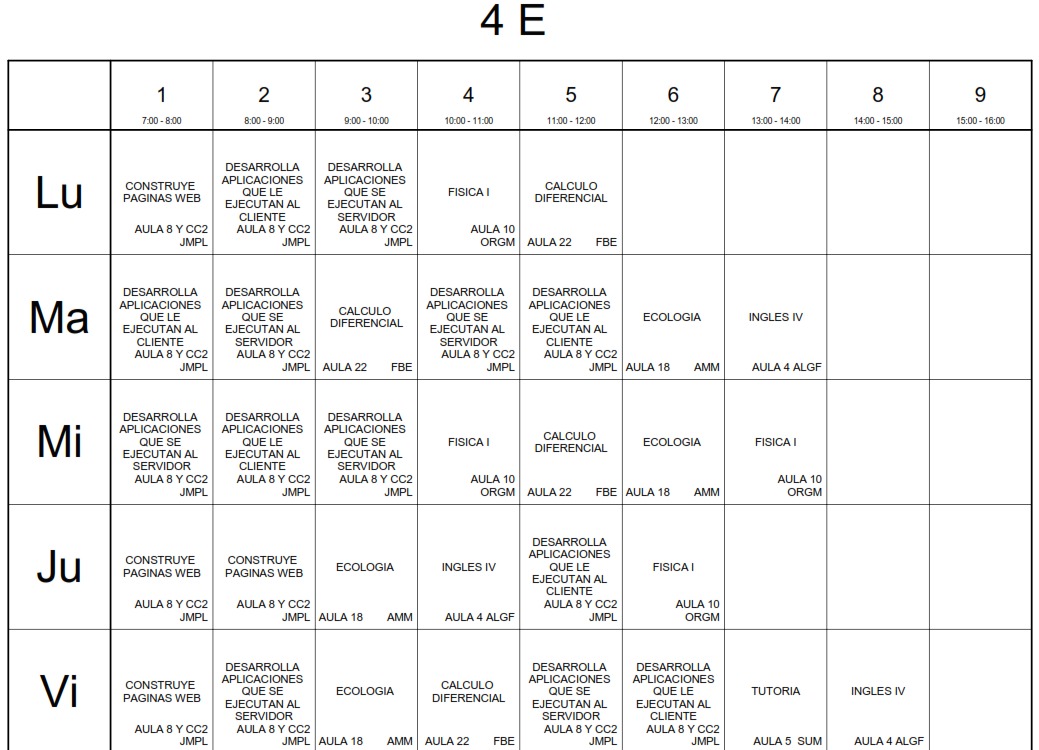 4 E
1 2 3 4 5 6 7 8 9
7:00 - 8:00 8:00 - 9:00 9:00 - 10:00 10:00 - 11:00 11:00 - 12:00 12:00 - 13:00 13:00 - 14:00 14:00 - 15:00 15:00 - 16:00
Lu
CONSTRUYE
PAGINAS WEB
AULA 8 Y CC2
JMPL
DESARROLLA
APLICACIONES
QUE LE
EJECUTAN AL
CLIENTE
AULA 8 Y CC2
JMPL
DESARROLLA
APLICACIONES
QUE SE
EJECUTAN AL
SERVIDOR
AULA 8 Y CC2
JMPL
FISICA I
AULA 10
ORGM
CALCULO
DIFERENCIAL
AULA 22 FBE
Ma
DESARROLLA
APLICACIONES
QUE LE
EJECUTAN AL
CLIENTE
AULA 8 Y CC2
JMPL
DESARROLLA
APLICACIONES
QUE SE
EJECUTAN AL
SERVIDOR
AULA 8 Y CC2
JMPL
CALCULO
DIFERENCIAL
AULA 22 FBE
DESARROLLA
APLICACIONES
QUE SE
EJECUTAN AL
SERVIDOR
AULA 8 Y CC2
JMPL
DESARROLLA
APLICACIONES
QUE LE
EJECUTAN AL
CLIENTE
AULA 8 Y CC2
JMPL
ECOLOGIA
AULA 18 AMM
INGLES IV
AULA 4 ALGF
Mi
DESARROLLA
APLICACIONES
QUE SE
EJECUTAN AL
SERVIDOR
AULA 8 Y CC2
JMPL
DESARROLLA
APLICACIONES
QUE LE
EJECUTAN AL
CLIENTE
AULA 8 Y CC2
JMPL
DESARROLLA
APLICACIONES
QUE SE
EJECUTAN AL
SERVIDOR
AULA 8 Y CC2
JMPL
FISICA I
AULA 10
ORGM
CALCULO
DIFERENCIAL
AULA 22 FBE
ECOLOGIA
AULA 18 AMM
FISICA I
AULA 10
ORGM
Ju
CONSTRUYE
PAGINAS WEB
AULA 8 Y CC2
JMPL
CONSTRUYE
PAGINAS WEB
AULA 8 Y CC2
JMPL
ECOLOGIA
AULA 18 AMM
INGLES IV
AULA 4 ALGF
DESARROLLA
APLICACIONES
QUE LE
EJECUTAN AL
CLIENTE
AULA 8 Y CC2
JMPL
FISICA I
AULA 10
ORGM
Vi
CONSTRUYE
PAGINAS WEB
AULA 8 Y CC2
JMPL
DESARROLLA
APLICACIONES
QUE SE
EJECUTAN AL
SERVIDOR
AULA 8 Y CC2
JMPL
ECOLOGIA
AULA 18 AMM
CALCULO
DIFERENCIAL
AULA 22 FBE
DESARROLLA
APLICACIONES
QUE SE
EJECUTAN AL
SERVIDOR
AULA 8 Y CC2
JMPL
DESARROLLA
APLICACIONES
QUE LE
EJECUTAN AL
CLIENTE
AULA 8 Y CC2
JMPL
TUTORIA
AULA 5 SUM
INGLES IV
AULA 4 ALGF